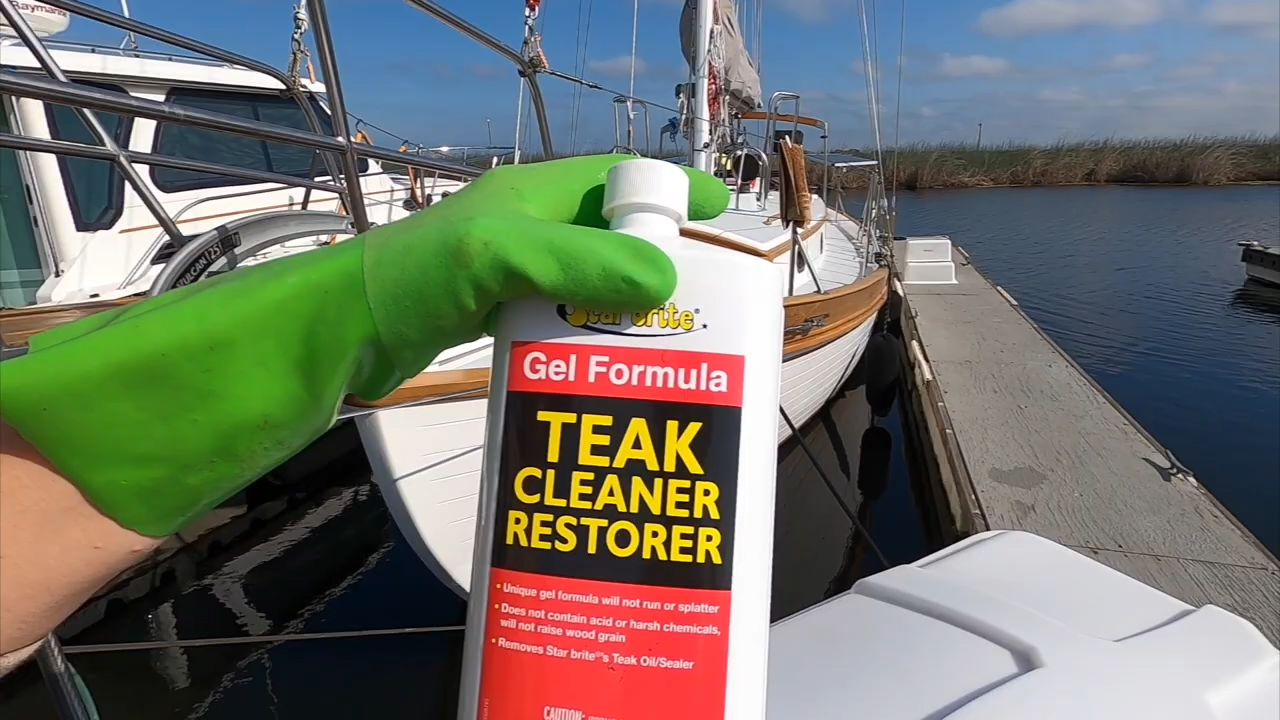 Raymarine
VULCAN | 25
Star brite®
Gel Formula
TEAK
CLEANER
RESTORER
• Unique gel formula will not run or splatter
• Does not contain acid or harsh chemicals,
will not raise wood grain
• Removes Star brite®'s Teak Oil/Sealer
CAUTION: